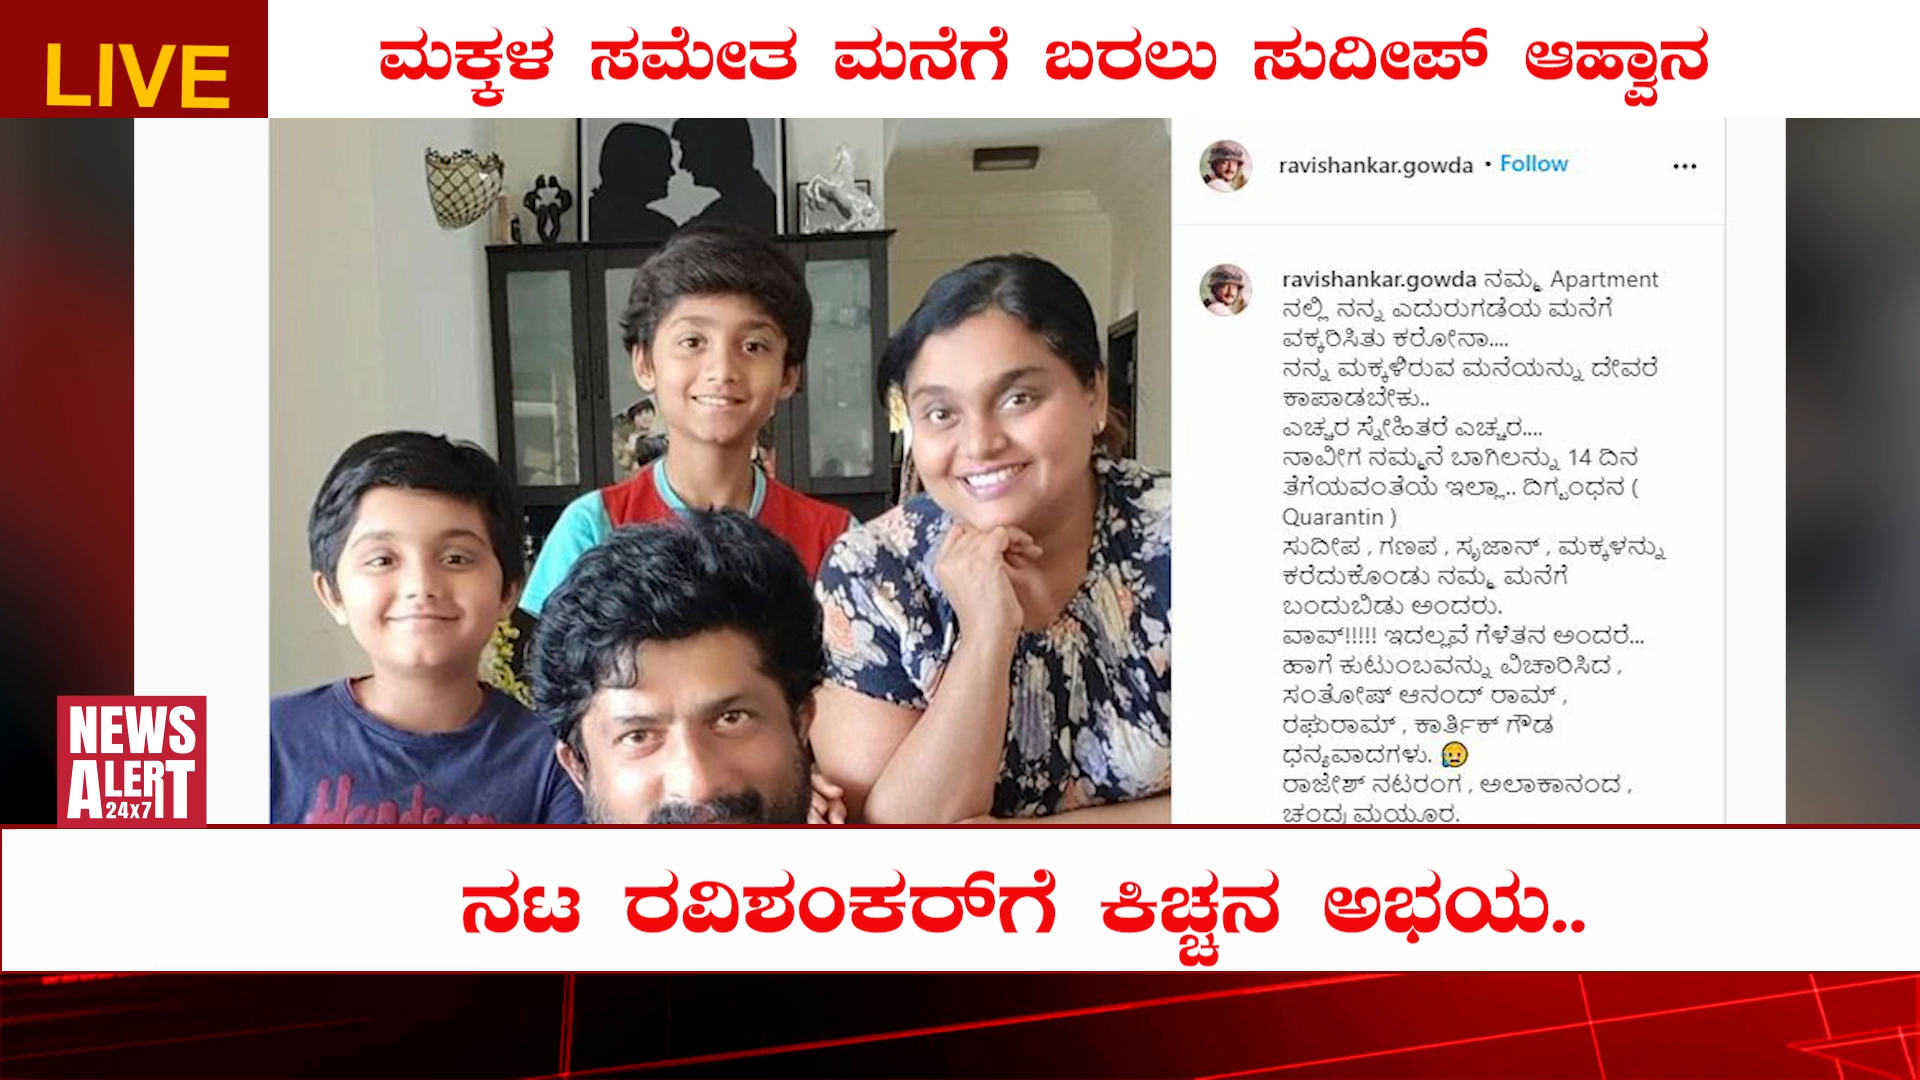 LIVE
ಮಕ್ಕಳ ಸಮೇತ ಮನೆಗೆ ಬರಲು ಸುದೀಪ್ ಆಹ್ವಾನ
ravishankar.gowda • Follow
ravishankar.gowda ನಮ್ಮ Apartment
ನಲ್ಲಿ ನನ್ನ ಎದುರುಗಡೆಯ ಮನೆಗೆ
ವಕ್ಕರಿಸಿತು ಕರೋನಾ....
ನನ್ನ ಮಕ್ಕಳಿರುವ ಮನೆಯನ್ನು ದೇವರೆ
ಕಾಪಾಡಬೇಕು..
ಎಚ್ಚರ ಸ್ನೇಹಿತರೆ ಎಚ್ಚರ....
ನಾವೀಗ ನಮ್ಮನೆ ಬಾಗಿಲನ್ನು 14 ದಿನ
ತೆಗೆಯವಂತೆಯೆ ಇಲ್ಲಾ.. ದಿಗ್ಬಂಧನ (
Quarantin )
ಸುದೀಪ , ಗಣಪ , ಸೃಜಾನ್ , ಮಕ್ಕಳನ್ನು
ಕರೆದುಕೊಂಡು ನಮ್ಮ ಮನೆಗೆ
ಬಂದುಬಿಡು ಅಂದರು.
ವಾವ್!!!!! ಇದಲ್ಲವೆ ಗೆಳೆತನ ಅಂದರೆ...
ಹಾಗೆ ಕುಟುಂಬವನ್ನು ವಿಚಾರಿಸಿದ ,
ಸಂತೋಷ್ ಆನಂದ್ ರಾಮ್ ,
ರಘುರಾಮ್ , ಕಾರ್ತಿಕ್ ಗೌಡ
ಧನ್ಯವಾದಗಳು. 😥
ರಾಜೇಶ್ ನಟರಂಗ , ಅಲಾಕಾನಂದ ,
ಚಂದ್ರ ಮಯೂರ.
NEWS
ALERT
24x7
ನಟ ರವಿಶಂಕರ್‌ಗೆ ಕಿಚ್ಚನ ಅಭಯ..